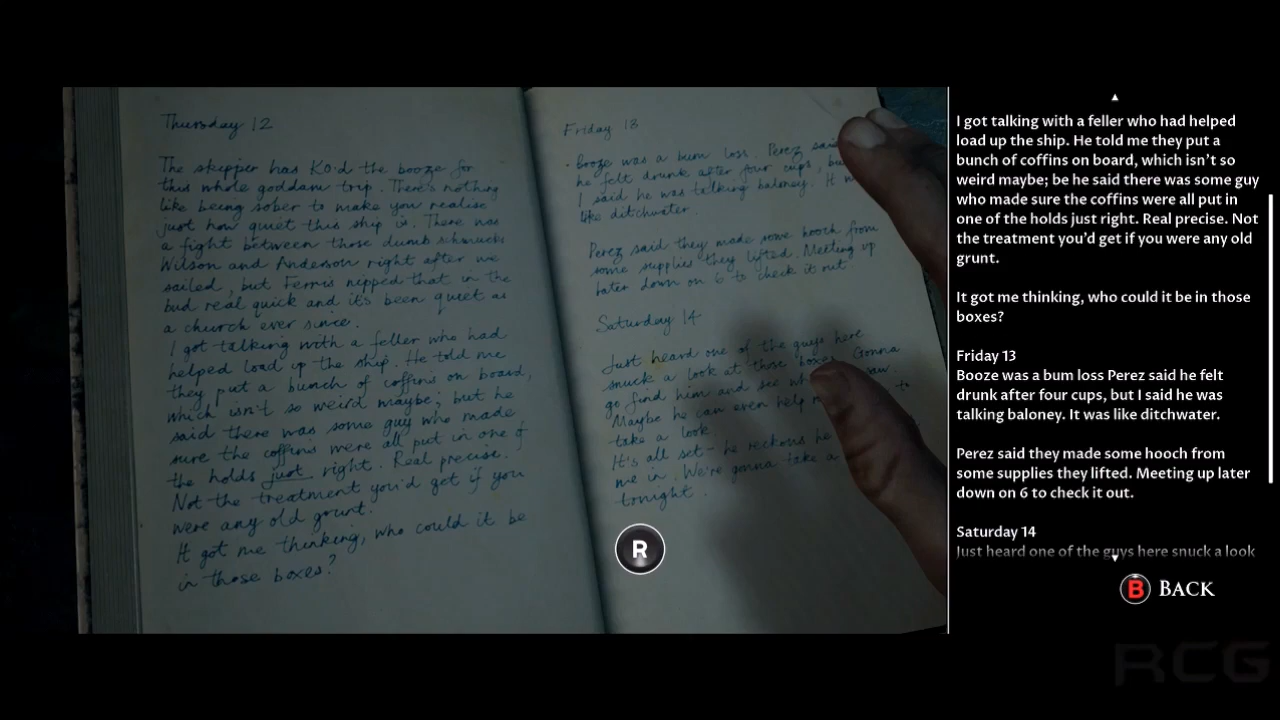 Thursday 12
The skipper has KO'd the booze for
this whole goddam trip. There's nothing
like being sober to make you realise
just how quiet this ship is. There was
a fight between those dumb schmucks
Wilson and Anderson right after we
sailed, but Ferris nipped that in the
bud real quick and it's been quiet as
a church ever since.
I got talking with a feller who had
helped load up the ship. He told me
they put a bunch of coffins on board,
which isn't so weird maybe; but he
said there was some guy who made
sure the coffins were all put in one of
the holds just right. Real precise.
Not the treatment you'd get if you
were any old grunt.
It got me thinking, who could it be
in those boxes?
Friday 13
Booze was a bum loss. Perez said
he felt drunk after four cups, but
I said he was talking baloney. It
like ditchwater.
Perez said they made some hooch from
some supplies they lifted. Meeting up
later down on 6 to check it out
Saturday 14
Just heard one of the guys here
snuck a look at those boxes. Gonna
go find him and see saw
Maybe he can even help to
take a look.
It's all set - he reckons he
me in. We're gonna take a
tonight.
R
I got talking with a feller who had helped
load up the ship. He told me they put a
bunch of coffins on board, which isn't so
weird maybe; be he said there was some guy
who made sure the coffins were all put in
one of the holds just right. Real precise. Not
the treatment you'd get if you were any old
grunt.
It got me thinking, who could it be in those
boxes?
Friday 13
Booze was a bum loss Perez said he felt
drunk after four cups, but I said he was
talking baloney. It was like ditchwater.
Perez said they made some hooch from
some supplies they lifted. Meeting up later
down on 6 to check it out.
Saturday 14
Just heard one of the guys here snuck a look
B BACK
RCG